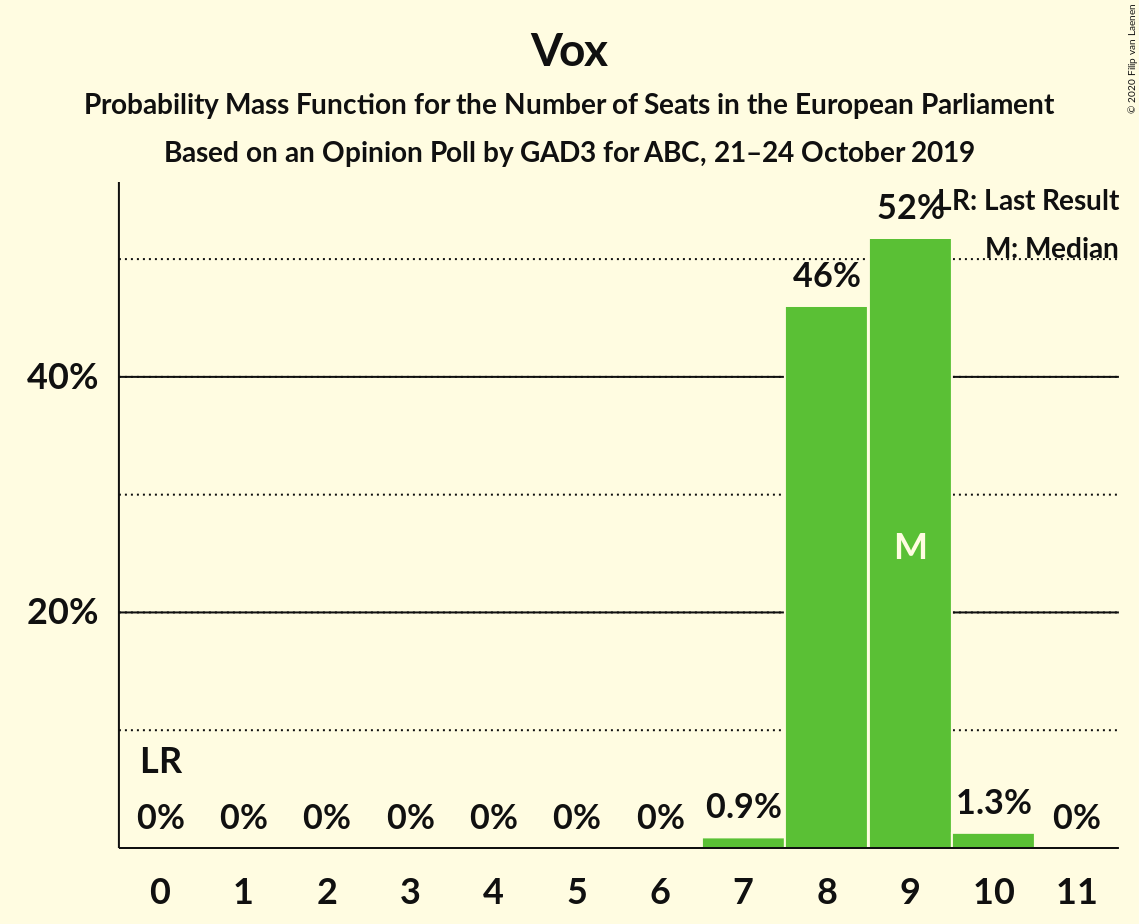 Vox
Probability Mass Function for the Number of Seats in the European Parliament
Based on an Opinion Poll by GAD3 for ABC, 21–24 October 2019
© 2020 Filip van Laenen
LR: Last Result
M: Median
52%
46%
40%
M
20%
LR
0% 0% 0% 0% 0% 0% 0% 0.9% 1.3% 0%
0 1 2 3 4 5 6 7 8 9 10 11